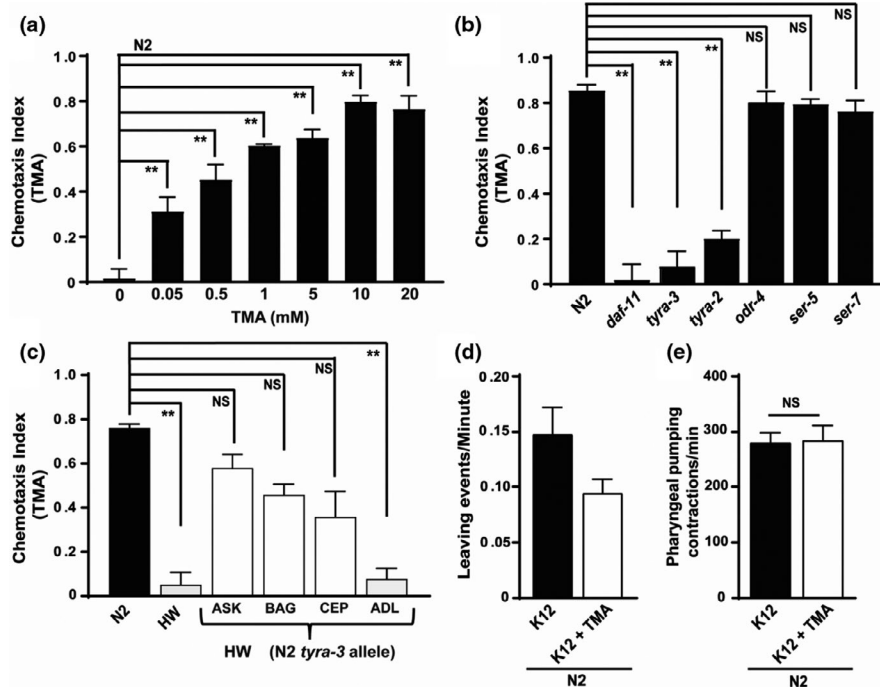 (a)
N2
**
**
**
**
**
**
Chemotaxis Index
(TMA)
1.0
0.8
0.6
0.4
0.2
0
0 0.05 0.5 1 5 10 20
TMA (mM)
(b)
NS
NS
NS
**
**
**
Chemotaxis Index
(TMA)
1.0
0.8
0.6
0.4
0.2
0
N2 daf-11 tyra-3 tyra-2 odr-4 ser-5 ser-7
(c)
**
NS
NS
NS
**
Chemotaxis Index
(TMA)
1.0
0.8
0.6
0.4
0.2
0
N2 HW ASK BAG CEP ADL
HW (N2 tyra-3 allele)
(d)
Leaving events/Minute
0.20
0.15
0.10
0.05
K12 K12 + TMA
N2
(e)
Pharyngeal pumping
contractions/min
400
300
200
100
0
NS
K12 K12 + TMA
N2